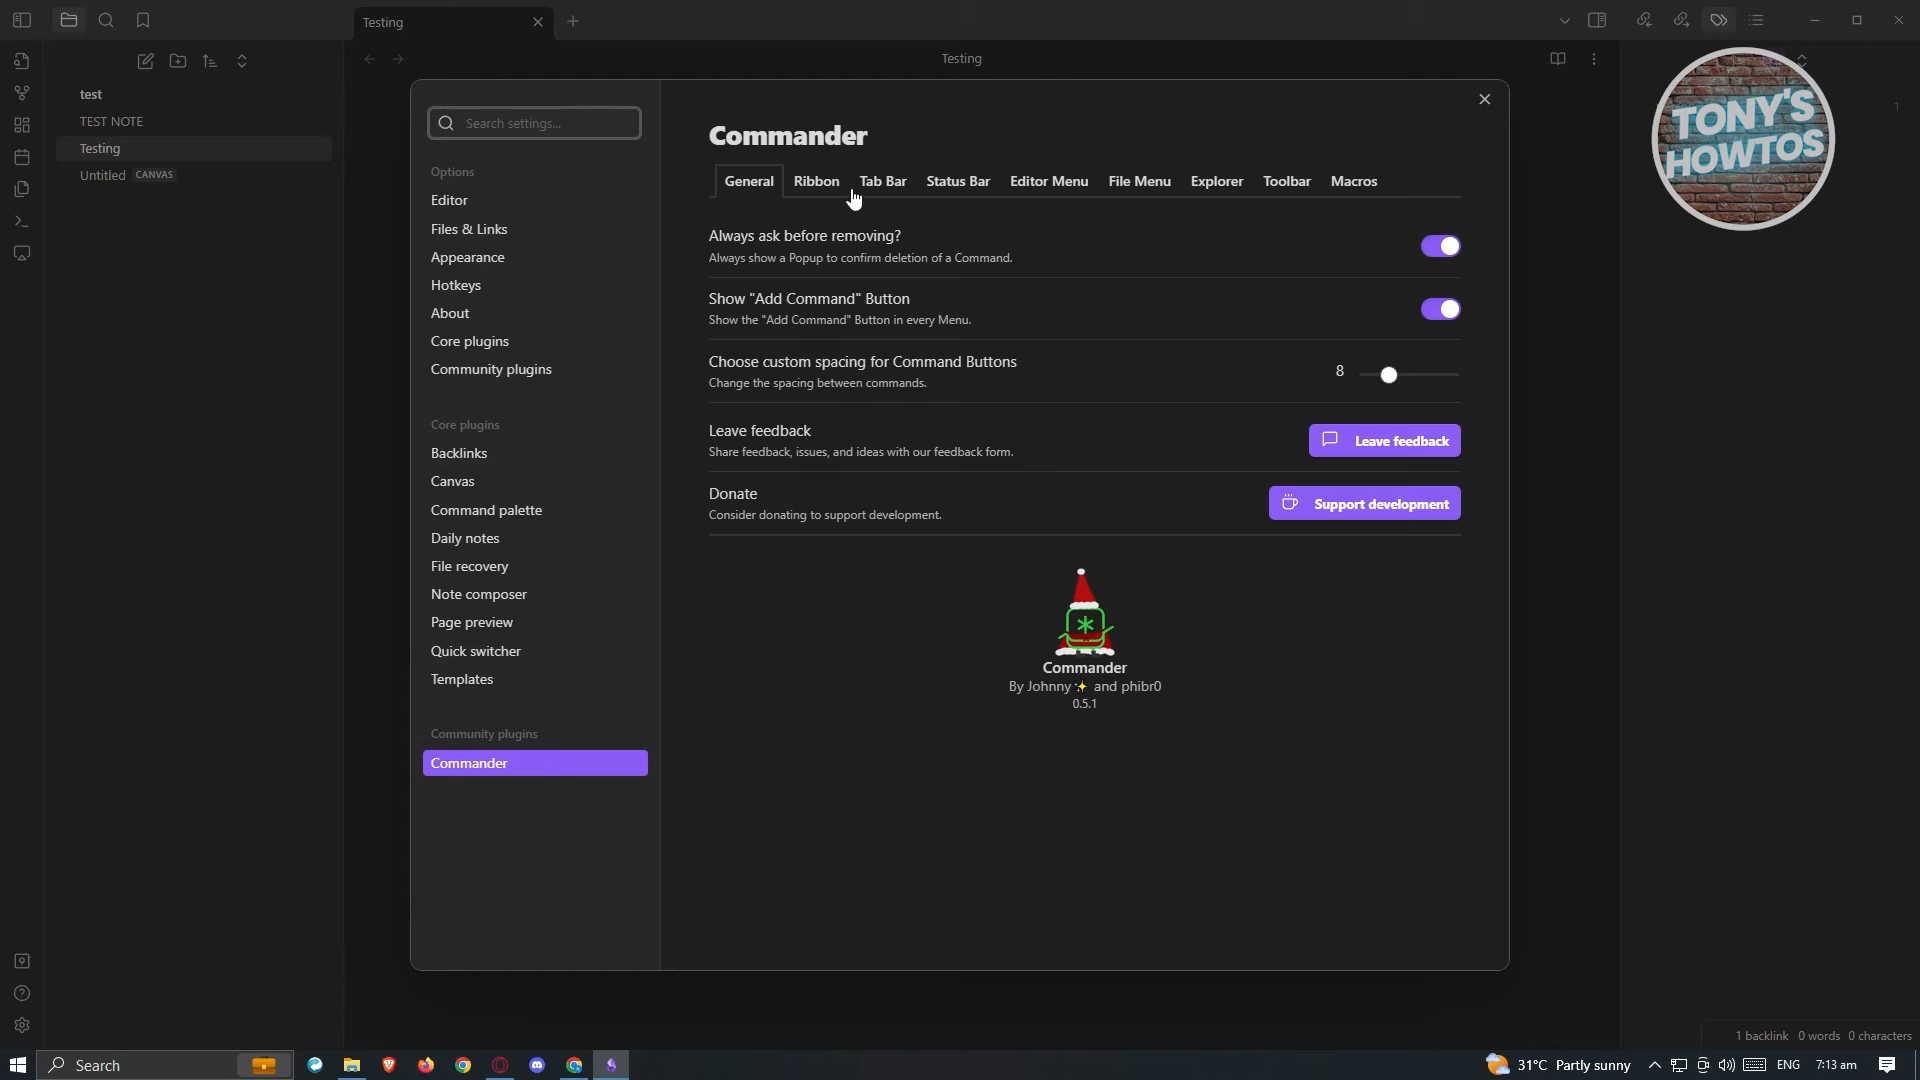 Testing
Testing
test
TEST NOTE
Testing
Untitled CANVAS
TONY'S
HOWTOS
1
Search settings...
Options
Editor
Files & Links
Appearance
Hotkeys
About
Core plugins
Community plugins
Core plugins
Backlinks
Canvas
Command palette
Daily notes
File recovery
Note composer
Page preview
Quick switcher
Templates
Community plugins
Commander
Commander
General Ribbon Tab Bar Status Bar Editor Menu File Menu Explorer Toolbar Macros
Always ask before removing?
Always show a Popup to confirm deletion of a Command.
Show "Add Command" Button
Show the "Add Command" Button in every Menu.
Choose custom spacing for Command Buttons
Change the spacing between commands.
8
Leave feedback
Share feedback, issues, and ideas with our feedback form.
Leave feedback
Donate
Consider donating to support development.
Support development
Commander
By Johnny✨ and phibr0
0.5.1
1 backlink 0 words 0 characters
Search
31°C Partly sunny
ENG
7:13 am